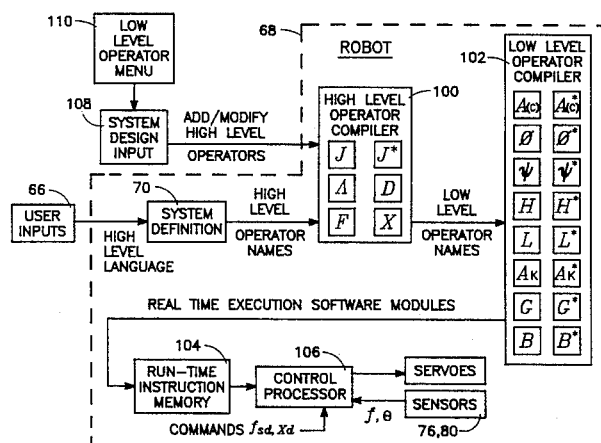 110
LOW
LEVEL
OPERATOR
MENU
108
SYSTEM
DESIGN
INPUT
ADD/MODIFY
HIGH LEVEL
OPERATORS
68
ROBOT
100
HIGH LEVEL
OPERATOR
COMPILER
J J*
Λ D
F X
102
LOW LEVEL
OPERATOR
COMPILER
A(C) A(C)*
Ø Ø*
Ψ Ψ*
H H*
L L*
AK AK*
G G*
B B*
66
USER
INPUTS
HIGH
LEVEL
LANGUAGE
70
SYSTEM
DEFINITION
HIGH
LEVEL
OPERATOR
NAMES
LOW
LEVEL
OPERATOR
NAMES
REAL TIME EXECUTION SOFTWARE MODULES
104
RUN-TIME
INSTRUCTION
MEMORY
106
CONTROL
PROCESSOR
SERVOES
SENSORS
f,θ
76,80
COMMANDS fsd,Xd